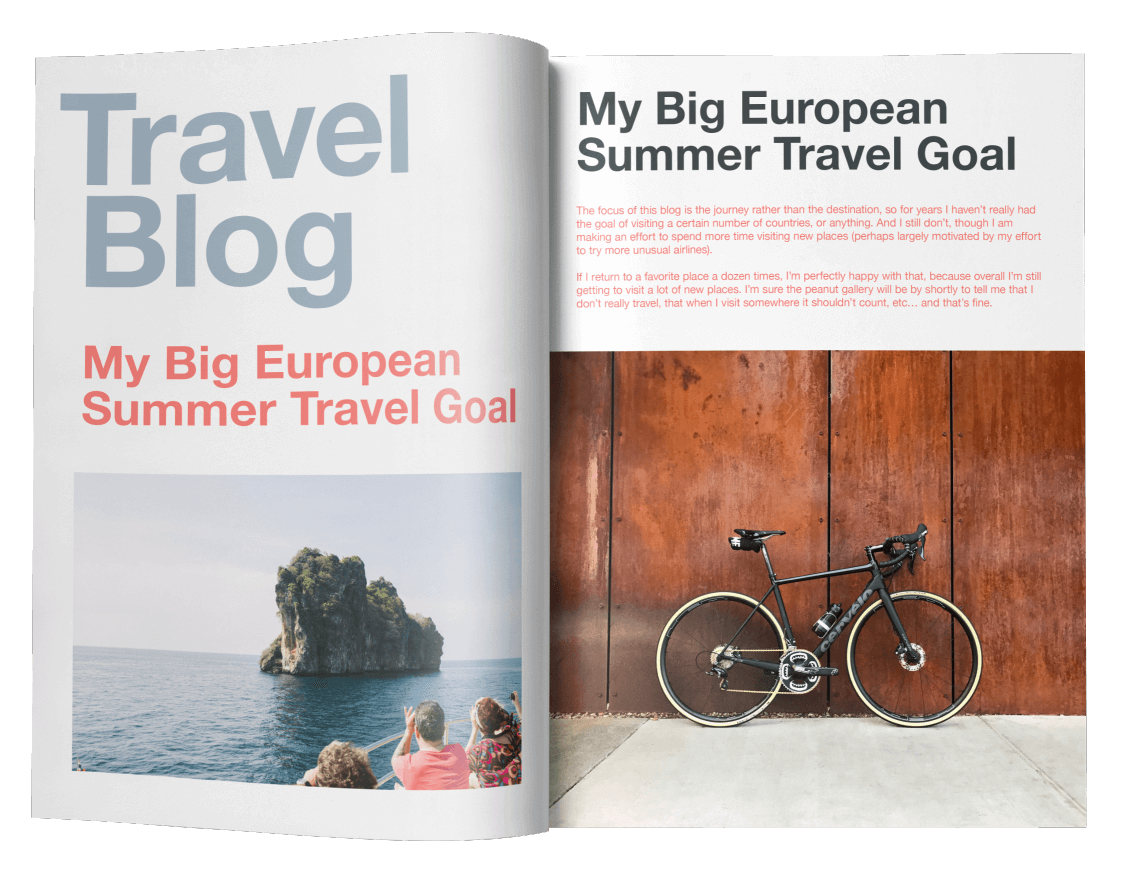 Travel
Blog
My Big European
Summer Travel Goal
My Big European
Summer Travel Goal
The focus of this blog is the journey rather than the destination, so for years I haven't really had
the goal of visiting a certain number of countries, or anything. And I still don't, though I am
making an effort to spend more time visiting new places (perhaps largely motivated by my effort
to try more unusual airlines).
If I return to a favorite place a dozen times, I'm perfectly happy with that, because overall I'm still
getting to visit a lot of new places. I'm sure the peanut gallery will be by shortly to tell me that I
don't really travel, that when I visit somewhere it shouldn't count, etc… and that's fine.
cervélo